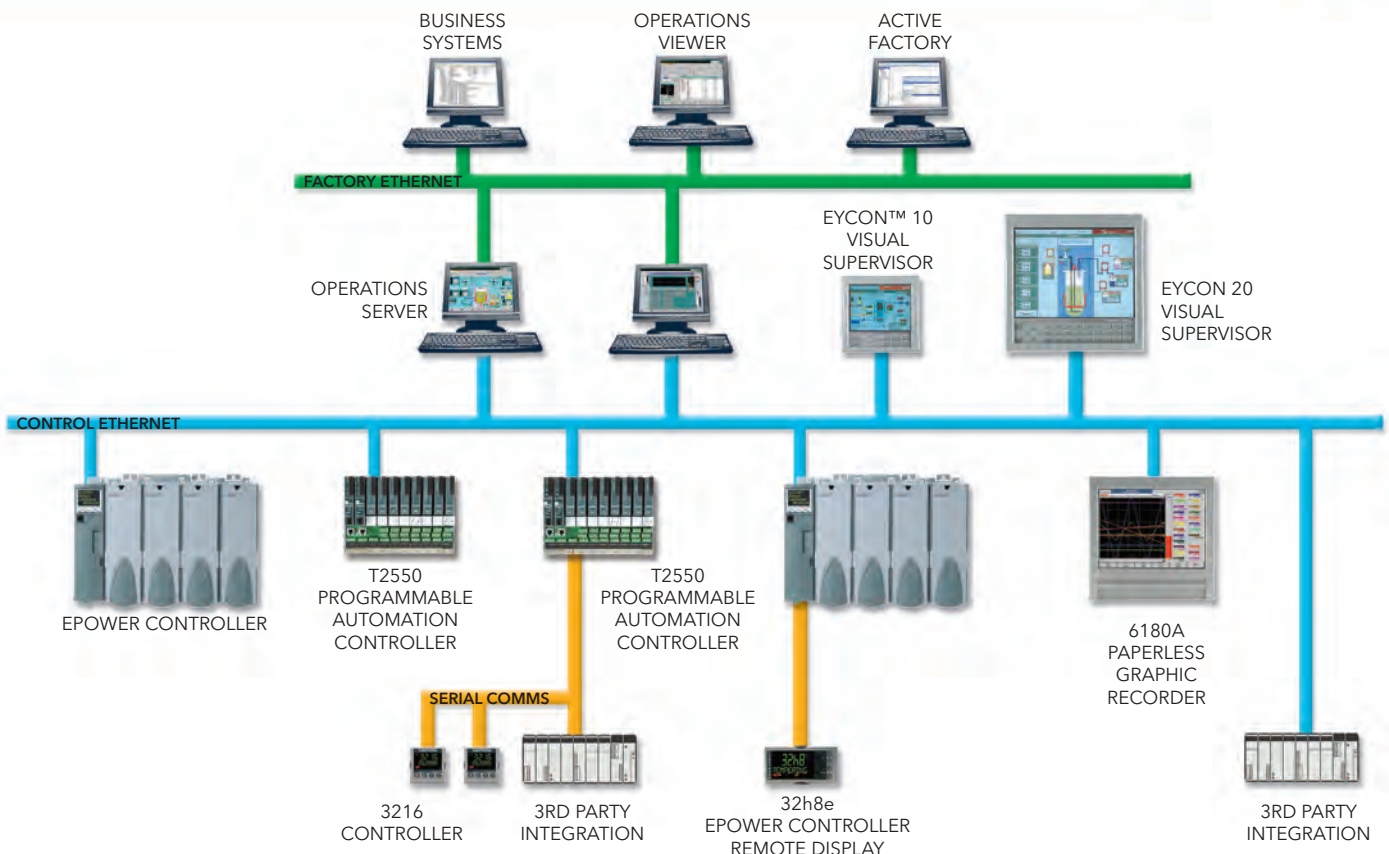 BUSINESS
SYSTEMS
OPERATIONS
VIEWER
ACTIVE
FACTORY
FACTORY ETHERNET
OPERATIONS
SERVER
EYCON™ 10
VISUAL
SUPERVISOR
EYCON 20
VISUAL
SUPERVISOR
CONTROL ETHERNET
EPOWER CONTROLLER
T2550
PROGRAMMABLE
AUTOMATION
CONTROLLER
T2550
PROGRAMMABLE
AUTOMATION
CONTROLLER
6180A
PAPERLESS
GRAPHIC
RECORDER
SERIAL COMMS
3216
CONTROLLER
3RD PARTY
INTEGRATION
32h8
32h8e
EPOWER CONTROLLER
REMOTE DISPLAY
3RD PARTY
INTEGRATION